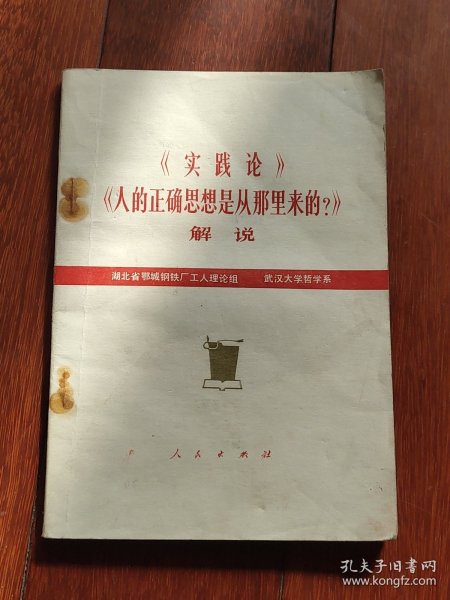 《实践论》
《人的正确思想是从那里来的?》
解说
湖北省鄂城钢铁厂工人理论组 武汉大学哲学系
人民出版社
孔夫子旧书网
www.kongfz.com